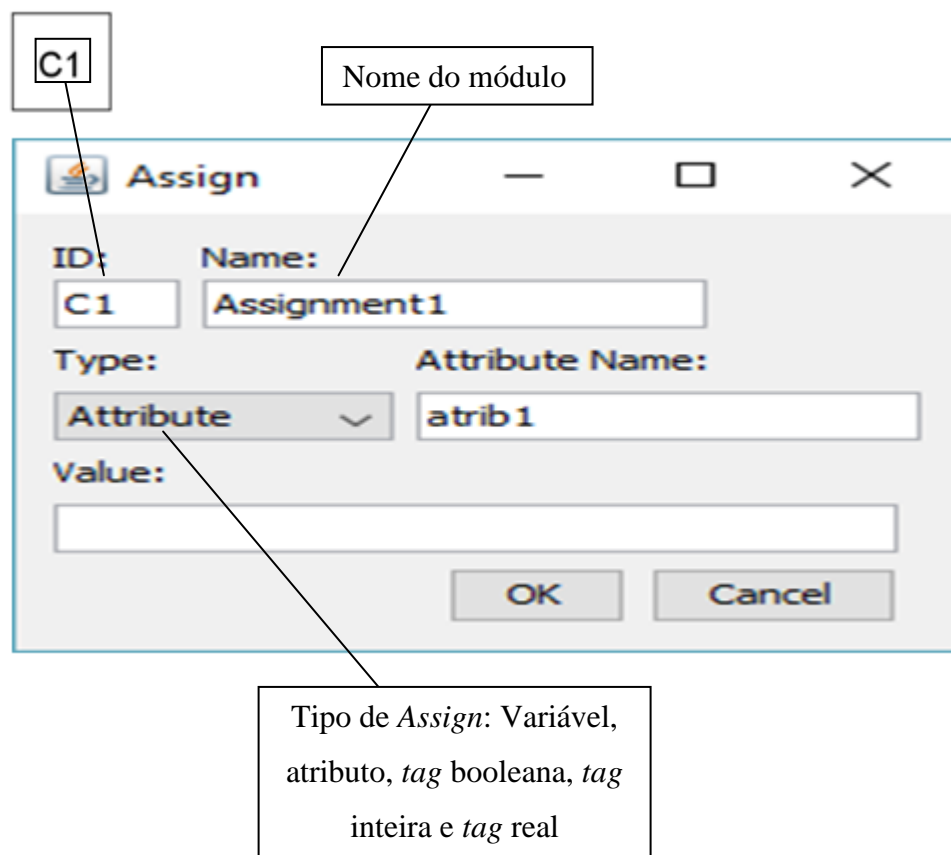 C1
Nome do módulo
Assign
ID: Name:
C1 Assignment1
Type: Attribute Name:
Attribute atrib1
Value:
OK Cancel
Tipo de Assign: Variável,
atributo, tag booleana, tag
inteira e tag real